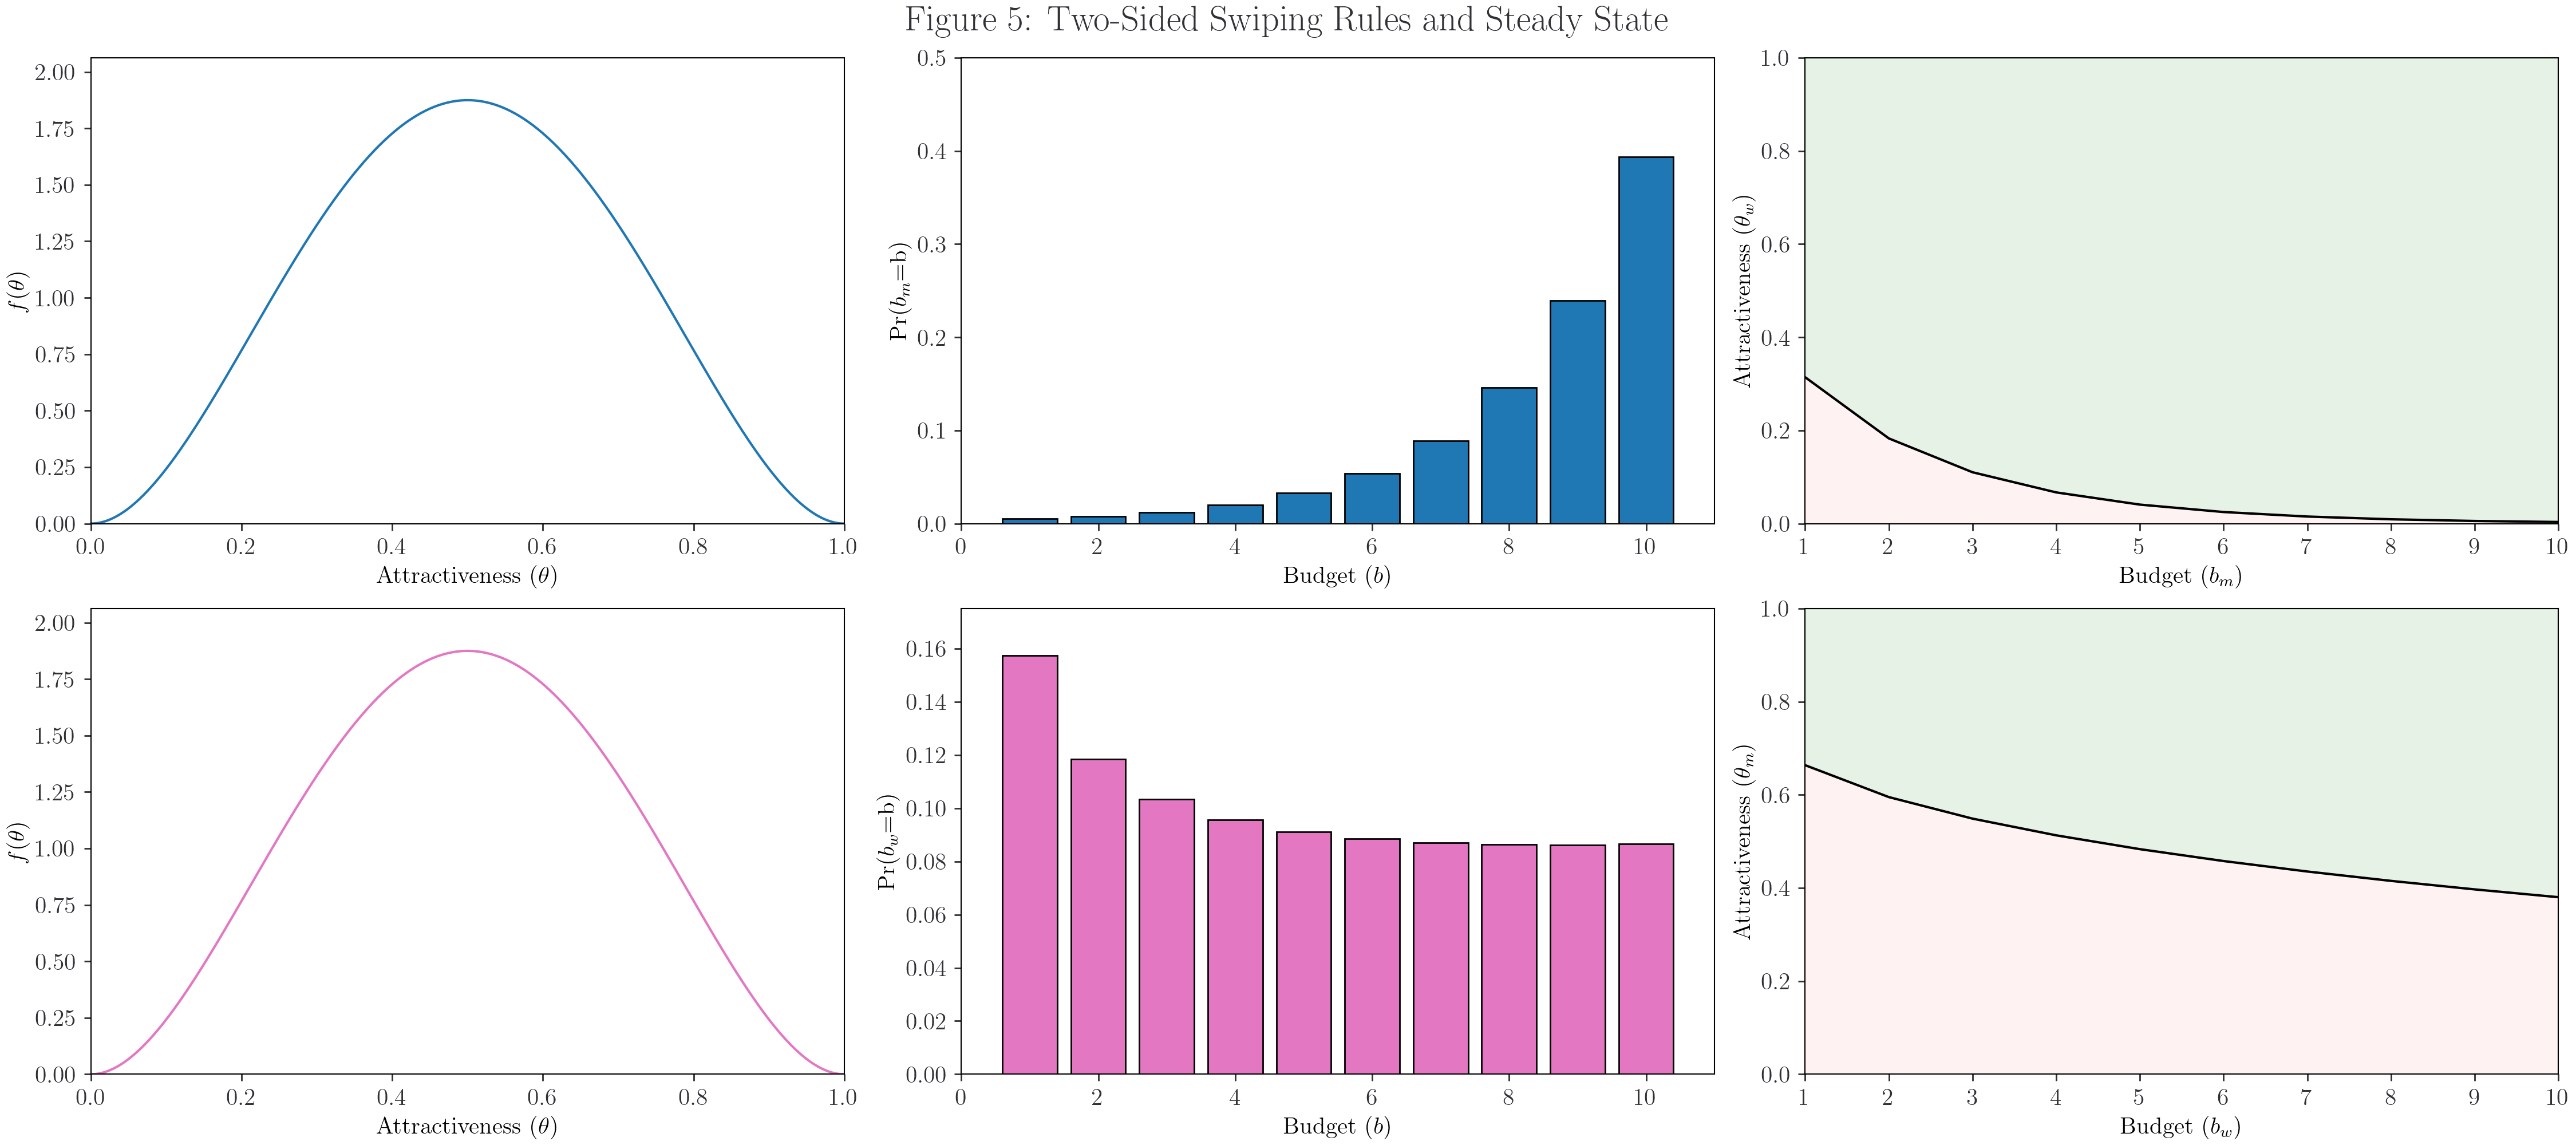 Figure 5: Two-Sided Swiping Rules and Steady State
f(θ)
2.00
1.75
1.50
1.25
1.00
0.75
0.50
0.25
0.00
0.0 0.2 0.4 0.6 0.8 1.0
Attractiveness (θ)
Pr(b_m=b)
0.5
0.4
0.3
0.2
0.1
0.0
0 2 4 6 8 10
Budget (b)
Attractiveness (θ_w)
1.0
0.8
0.6
0.4
0.2
0.0
1 2 3 4 5 6 7 8 9 10
Budget (b_m)
f(θ)
2.00
1.75
1.50
1.25
1.00
0.75
0.50
0.25
0.00
0.0 0.2 0.4 0.6 0.8 1.0
Attractiveness (θ)
Pr(b_w=b)
0.16
0.14
0.12
0.10
0.08
0.06
0.04
0.02
0.00
0 2 4 6 8 10
Budget (b)
Attractiveness (θ_m)
1.0
0.8
0.6
0.4
0.2
0.0
1 2 3 4 5 6 7 8 9 10
Budget (b_w)